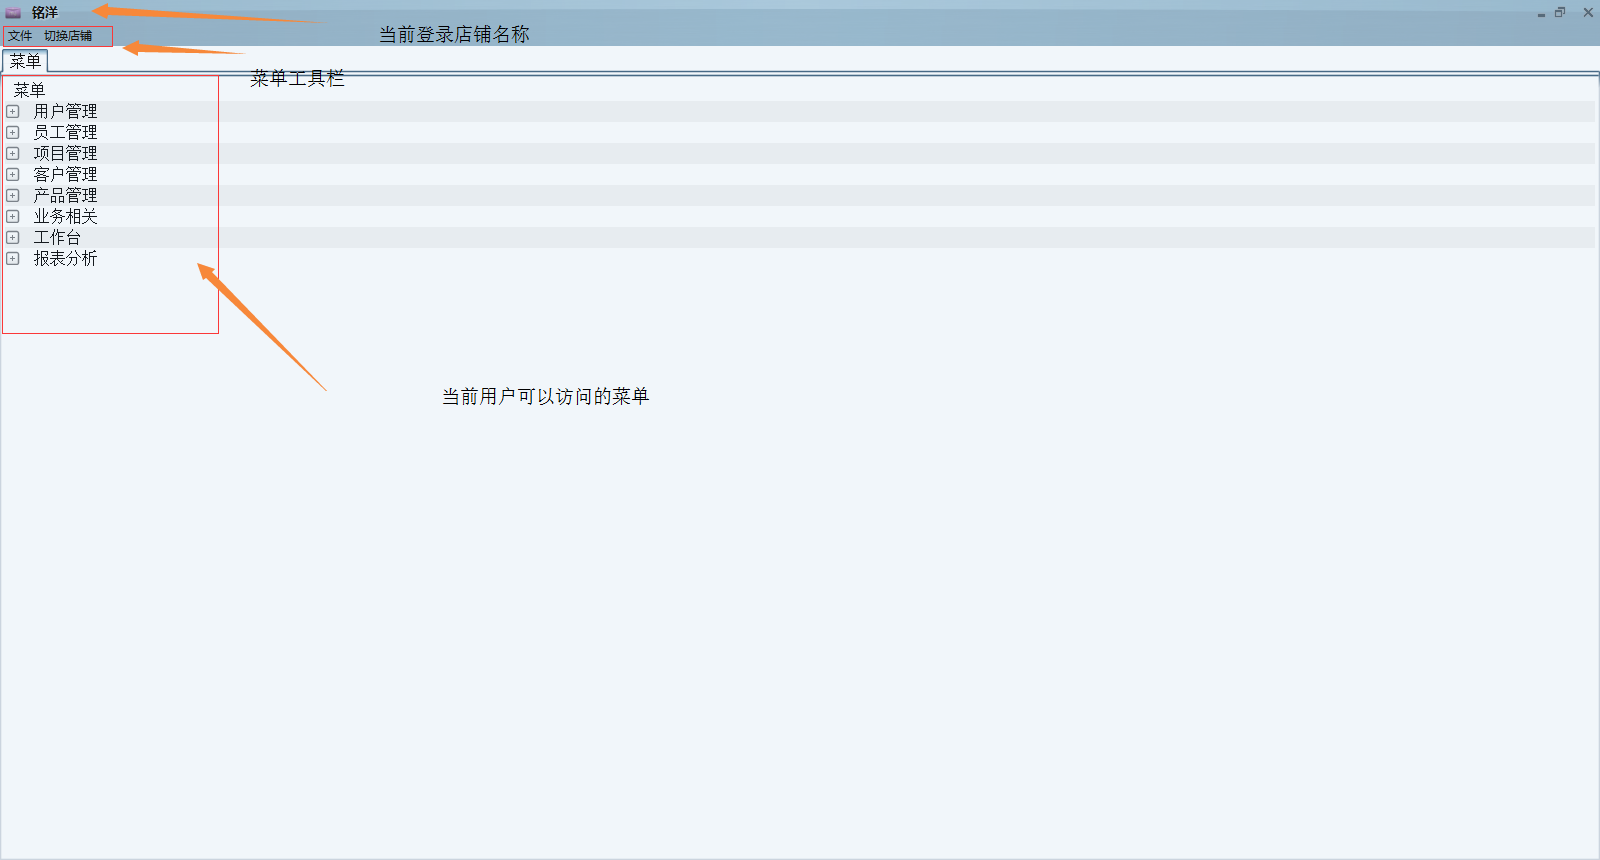 铭洋
当前登录店铺名称
文件 切换店铺
菜单
菜单工具栏
菜单
用户管理
员工管理
项目管理
客户管理
产品管理
业务相关
工作台
报表分析
当前用户可以访问的菜单